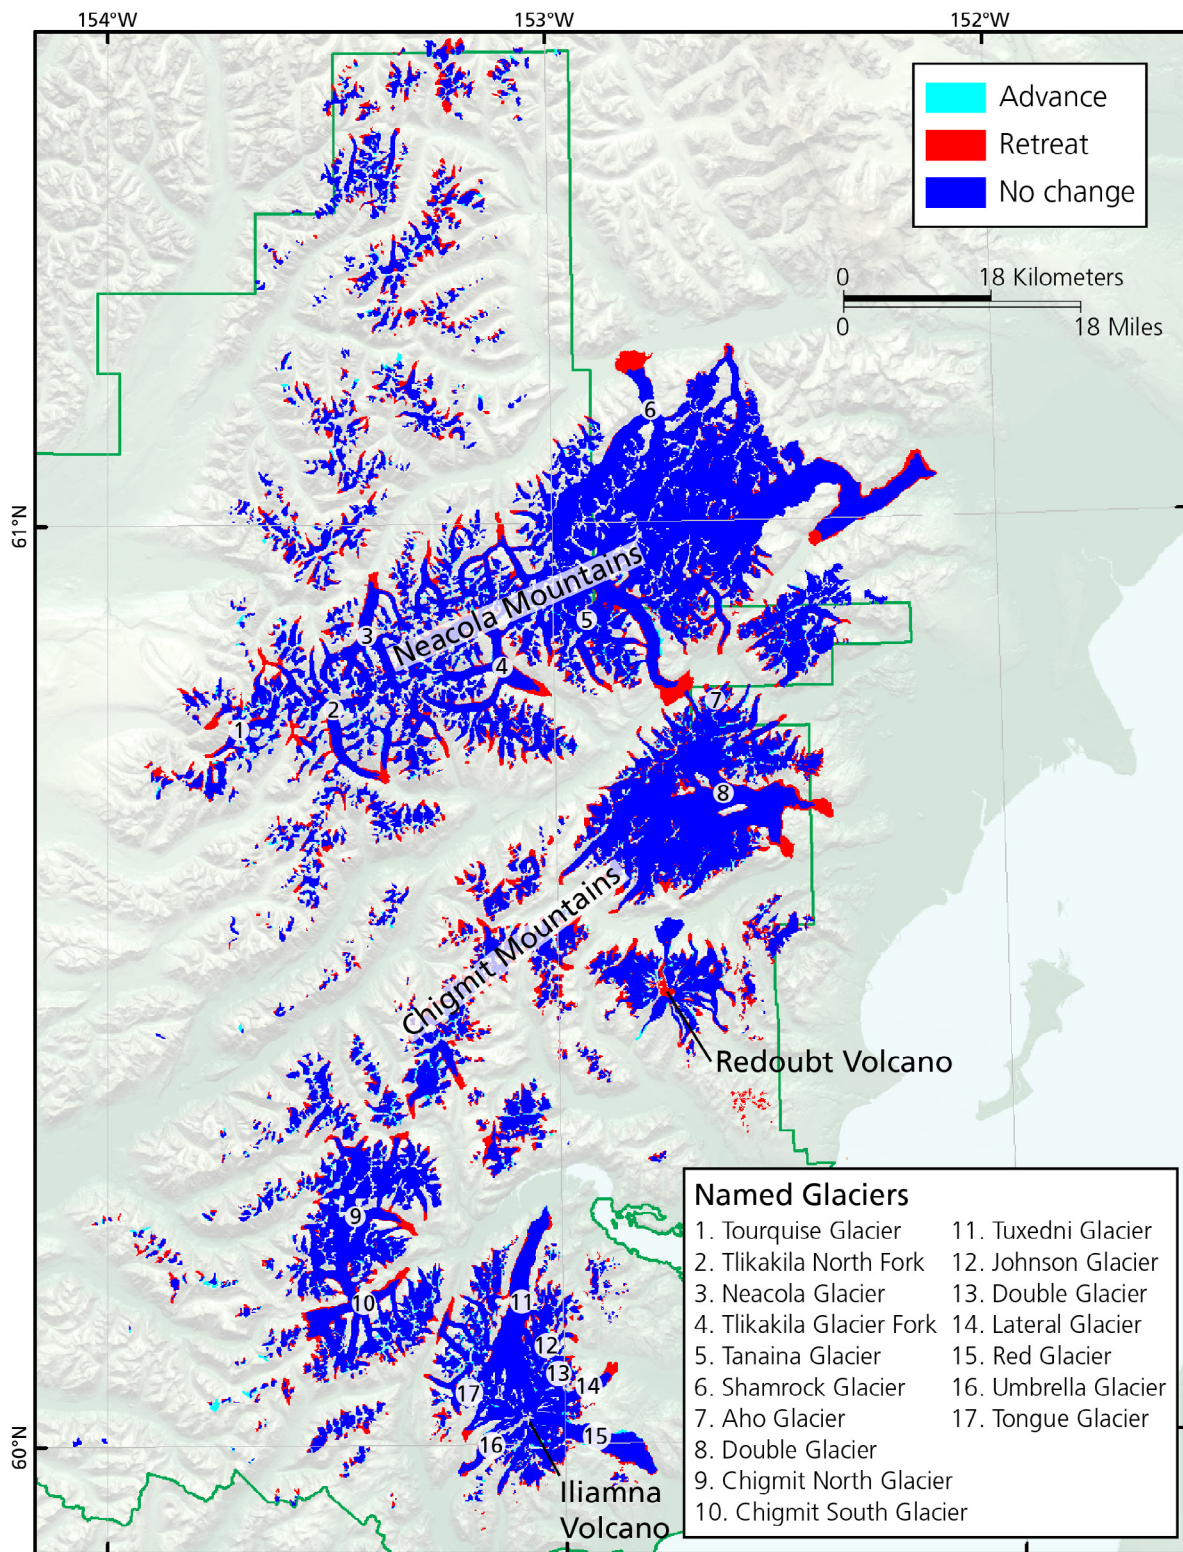 154°W
153°W
152°W
Advance
Retreat
No change
0
18 Kilometers
0
18 Miles
6
61°N
Neacola Mountains
5
3
4
7
2
1
8
Chigmit Mountains
Redoubt Volcano
9
10
11
12
13
14
17
15
16
60°N
Iliamna
Volcano
Named Glaciers
1. Tourquise Glacier
2. Tlikakila North Fork
3. Neacola Glacier
4. Tlikakila Glacier Fork
5. Tanaina Glacier
6. Shamrock Glacier
7. Aho Glacier
8. Double Glacier
9. Chigmit North Glacier
10. Chigmit South Glacier
11. Tuxedni Glacier
12. Johnson Glacier
13. Double Glacier
14. Lateral Glacier
15. Red Glacier
16. Umbrella Glacier
17. Tongue Glacier